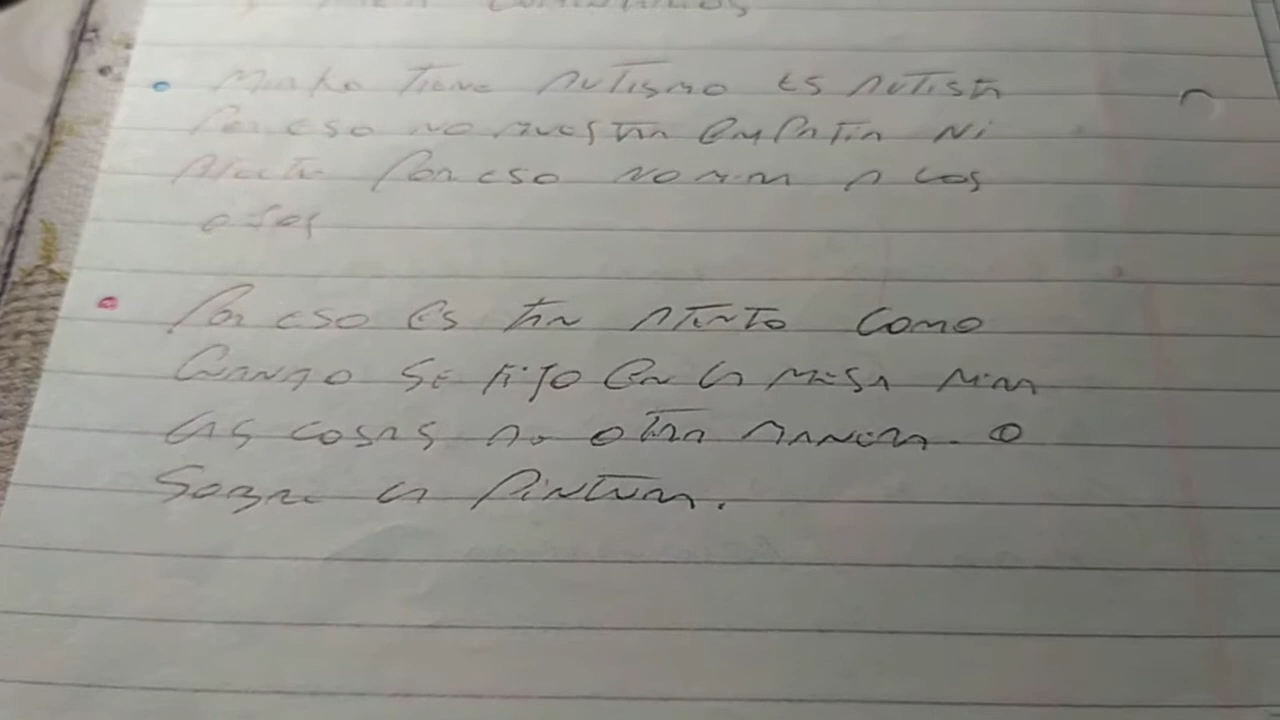 Minho tiene autismo es autista
Por eso no muestra empatia ni
afecto Por eso no mira a los
ojos
Por eso es tan atento como
cuando se fijo en la mesa mira
las cosas de otra manera. o
sobre la pintura.